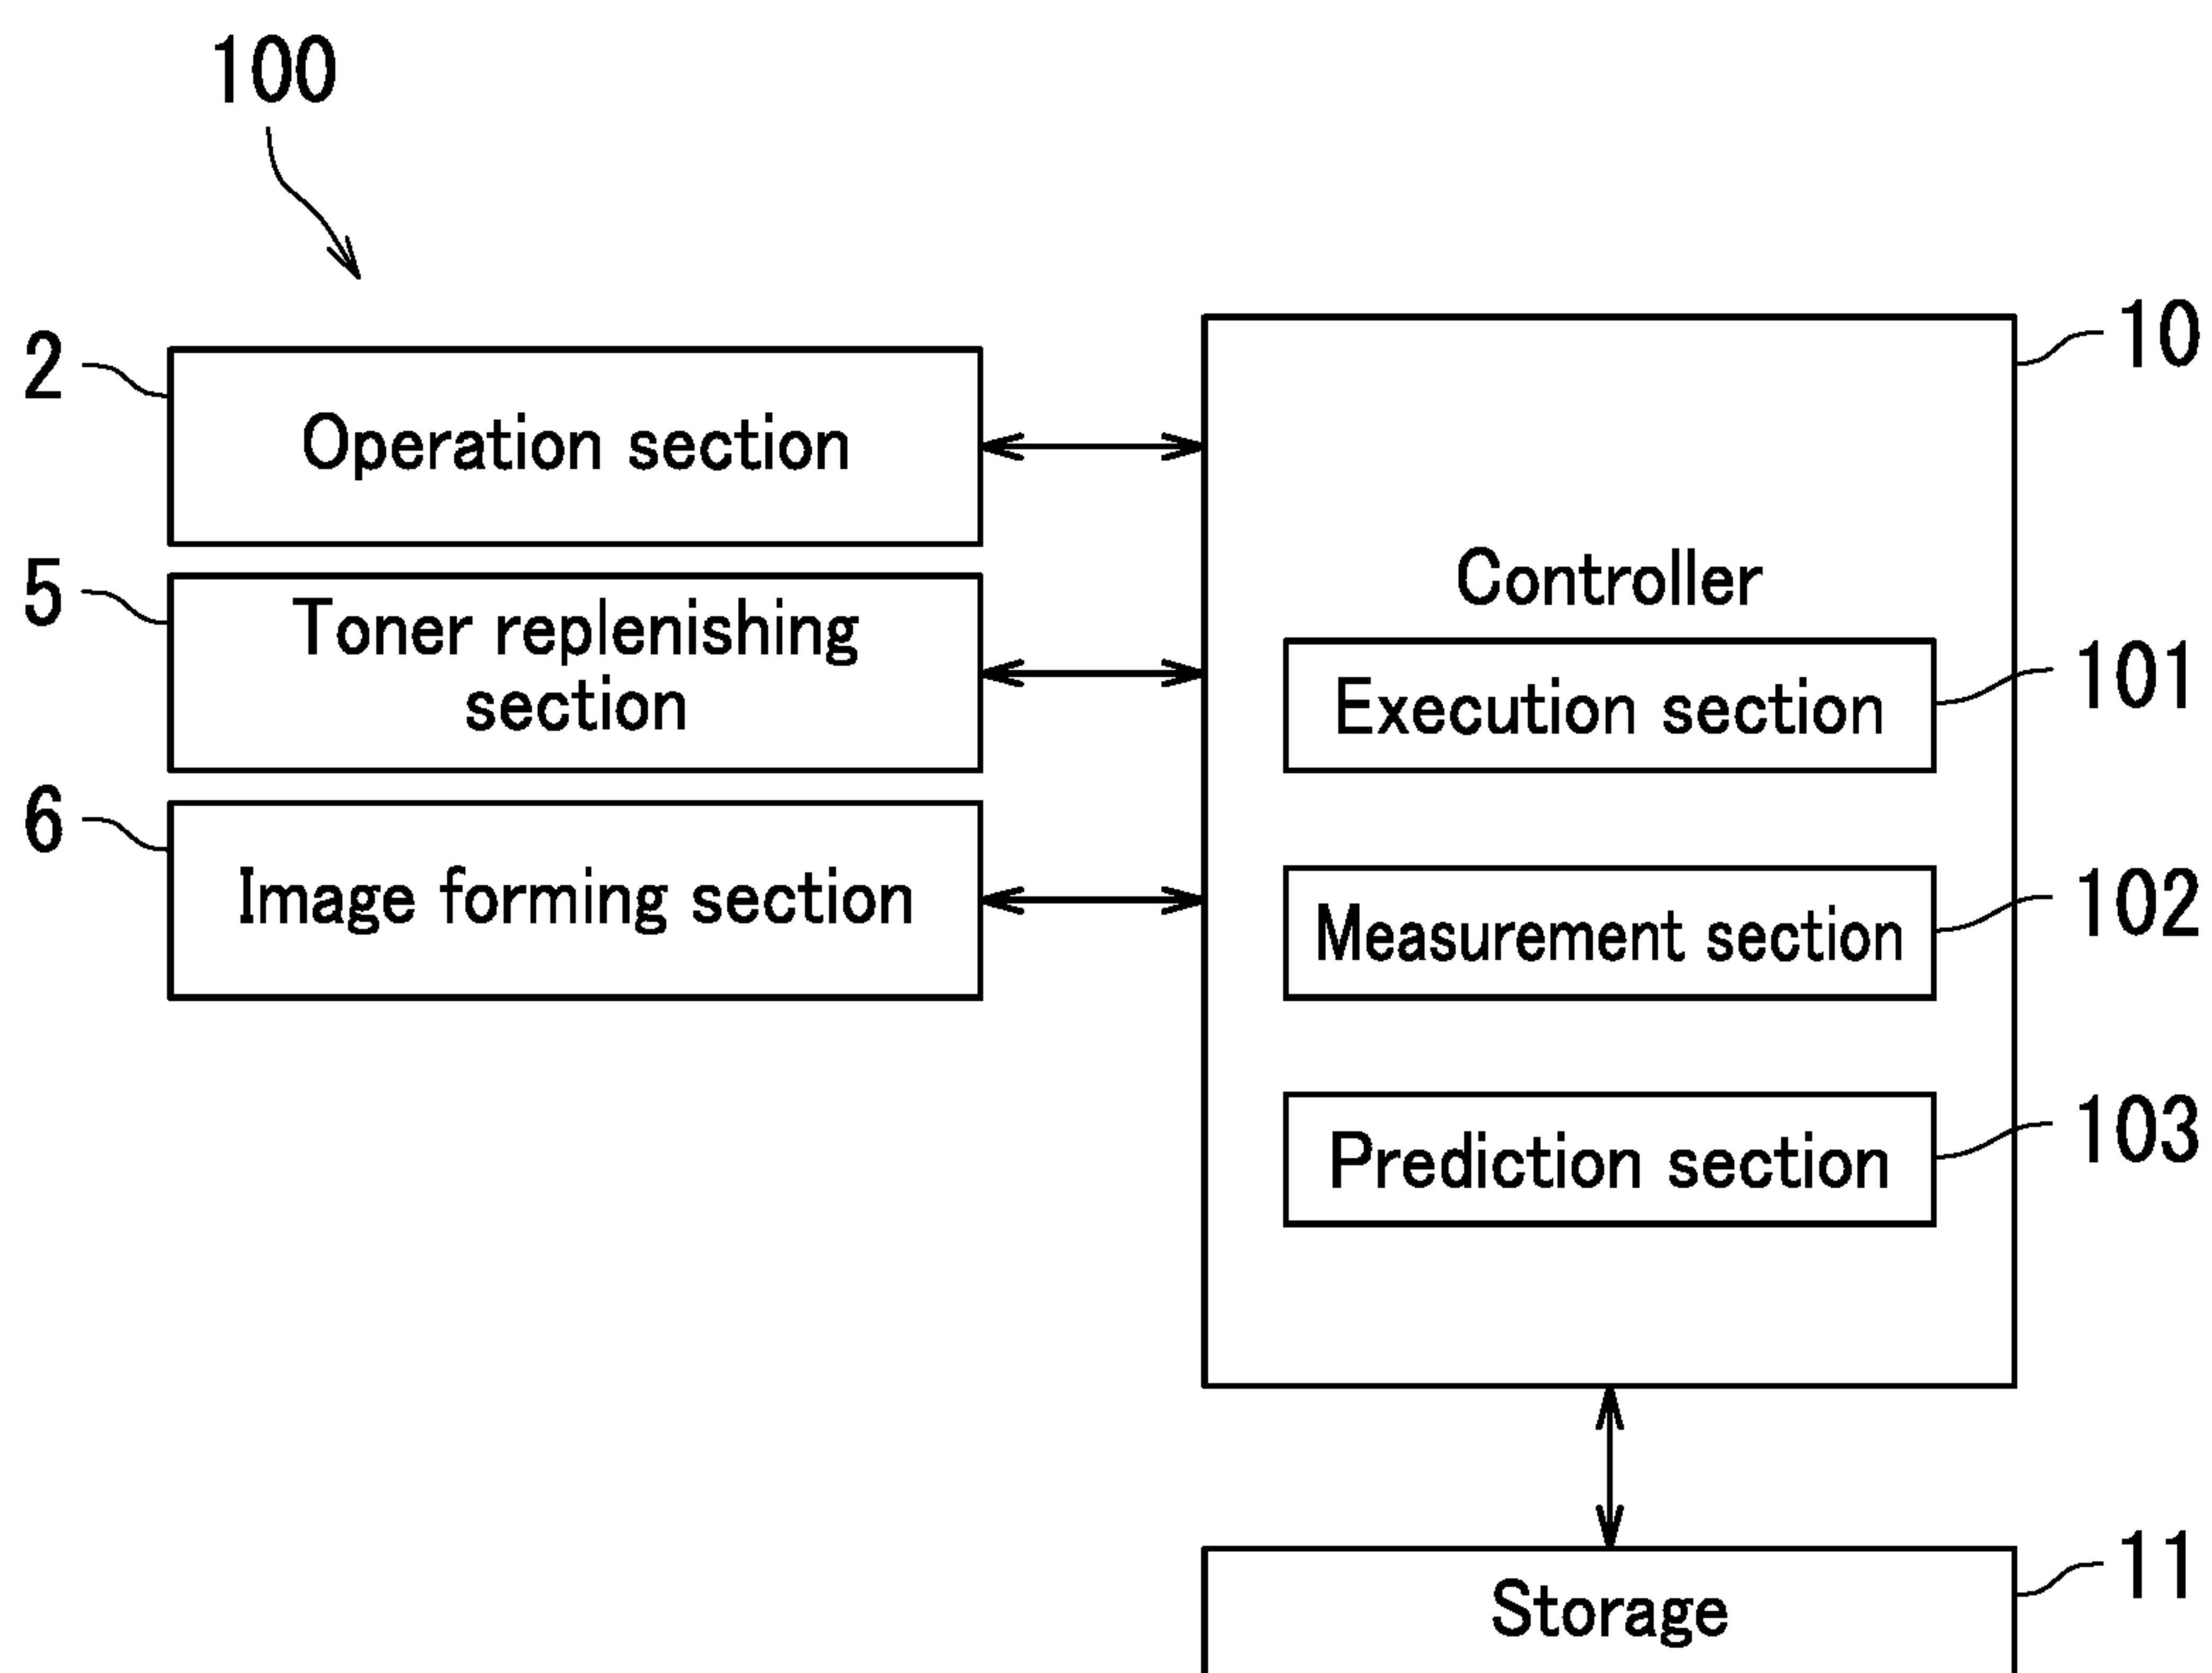 100
2
Operation section
5
Toner replenishing
section
6
Image forming section
10
Controller
Execution section
101
Measurement section
102
Prediction section
103
Storage
11